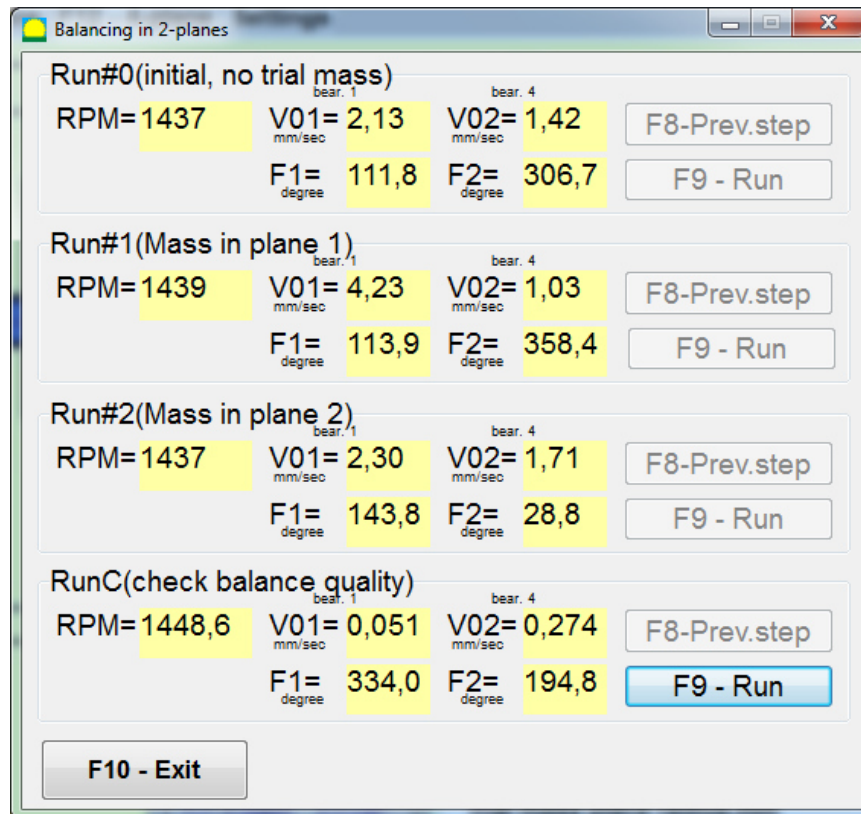 Balancing in 2-planes
Run#0(initial, no trial mass)
bear. 1 bear. 4
RPM= 1437 V01= 2,13 V02= 1,42 F8-Prev.step
mm/sec mm/sec
F1= 111,8 F2= 306,7 F9 - Run
degree degree
Run#1(Mass in plane 1)
bear. 1 bear. 4
RPM= 1439 V01= 4,23 V02= 1,03 F8-Prev.step
mm/sec mm/sec
F1= 113,9 F2= 358,4 F9 - Run
degree degree
Run#2(Mass in plane 2)
bear. 1 bear. 4
RPM= 1437 V01= 2,30 V02= 1,71 F8-Prev.step
mm/sec mm/sec
F1= 143,8 F2= 28,8 F9 - Run
degree degree
RunC(check balance quality)
bear. 1 bear. 4
RPM= 1448,6 V01= 0,051 V02= 0,274 F8-Prev.step
mm/sec mm/sec
F1= 334,0 F2= 194,8 F9 - Run
degree degree
F10 - Exit